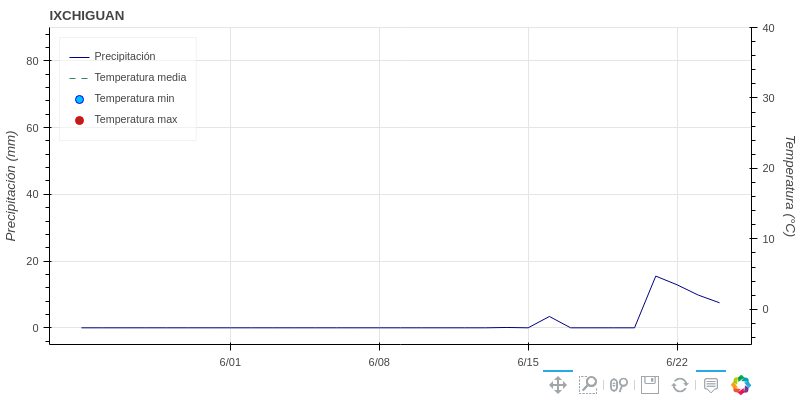 IXCHIGUAN
Precipitación
Temperatura media
Temperatura min
Temperatura max
Precipitación (mm)
80
60
40
20
0
Temperatura (°C)
40
30
20
10
0
6/01
6/08
6/15
6/22